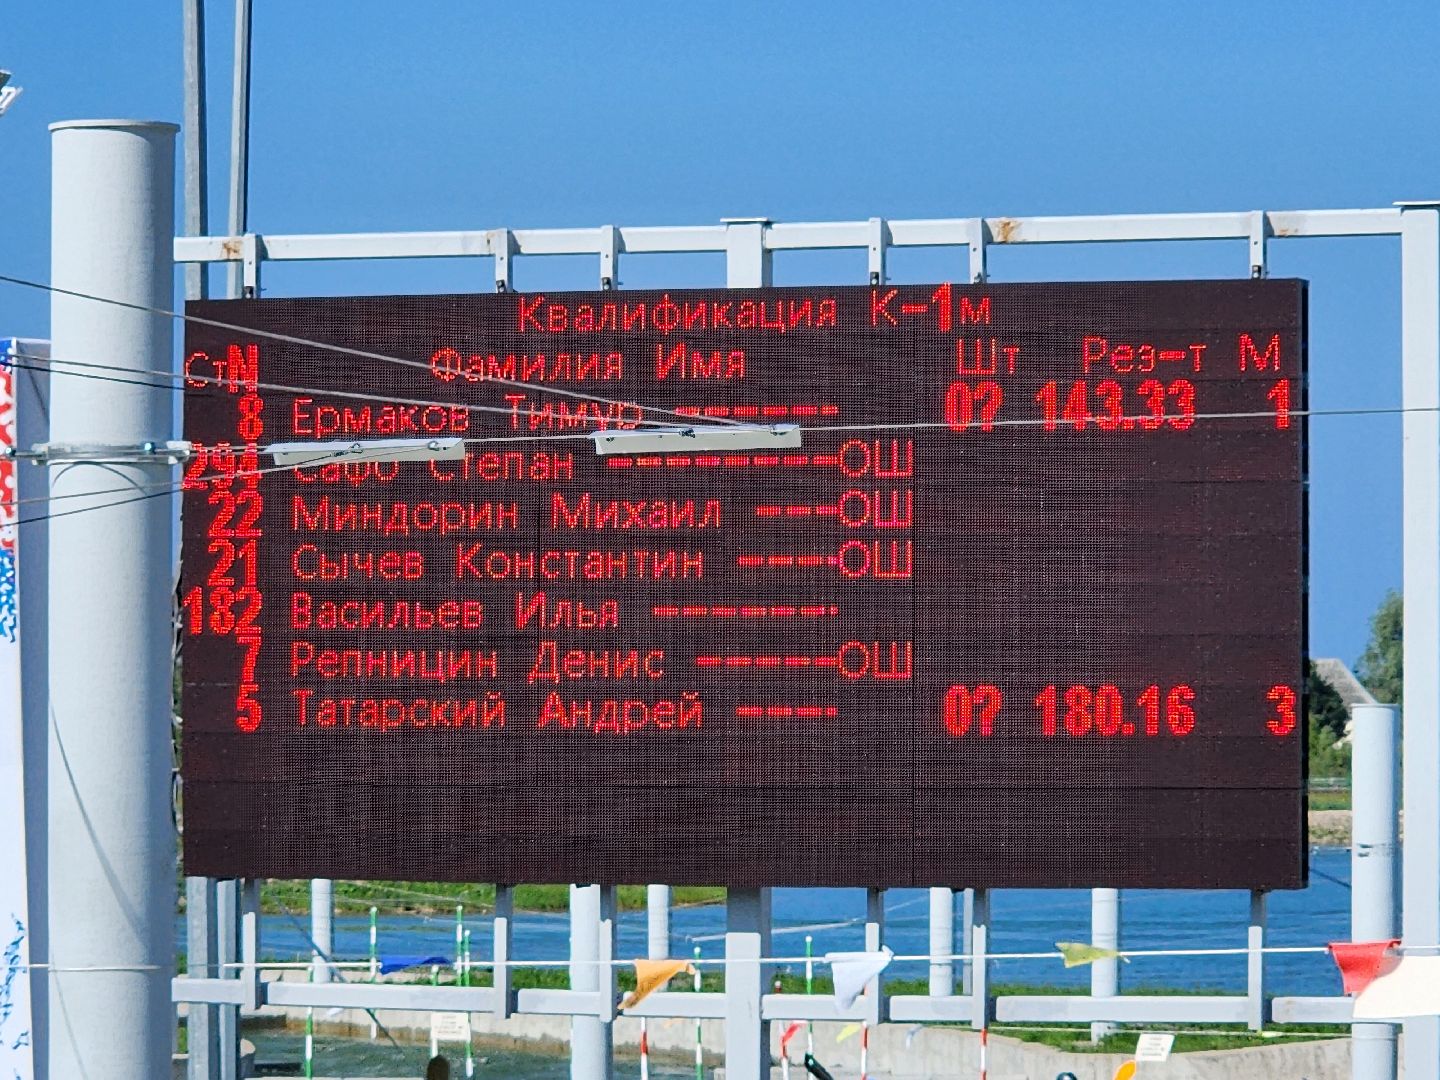 Квалификация К-1м
СтN Фамилия Имя Шт Рез-т М
8 Ермаков Тимур ------ 0? 143.33 1
Степан --------ОШ
22 Миндорин Михаил ---ОШ
21 Сычев Константин ----ОШ
182 Васильев Илья ------
7 Репницин Денис -----ОШ
5 Татарский Андрей ---- 0? 180.16 3